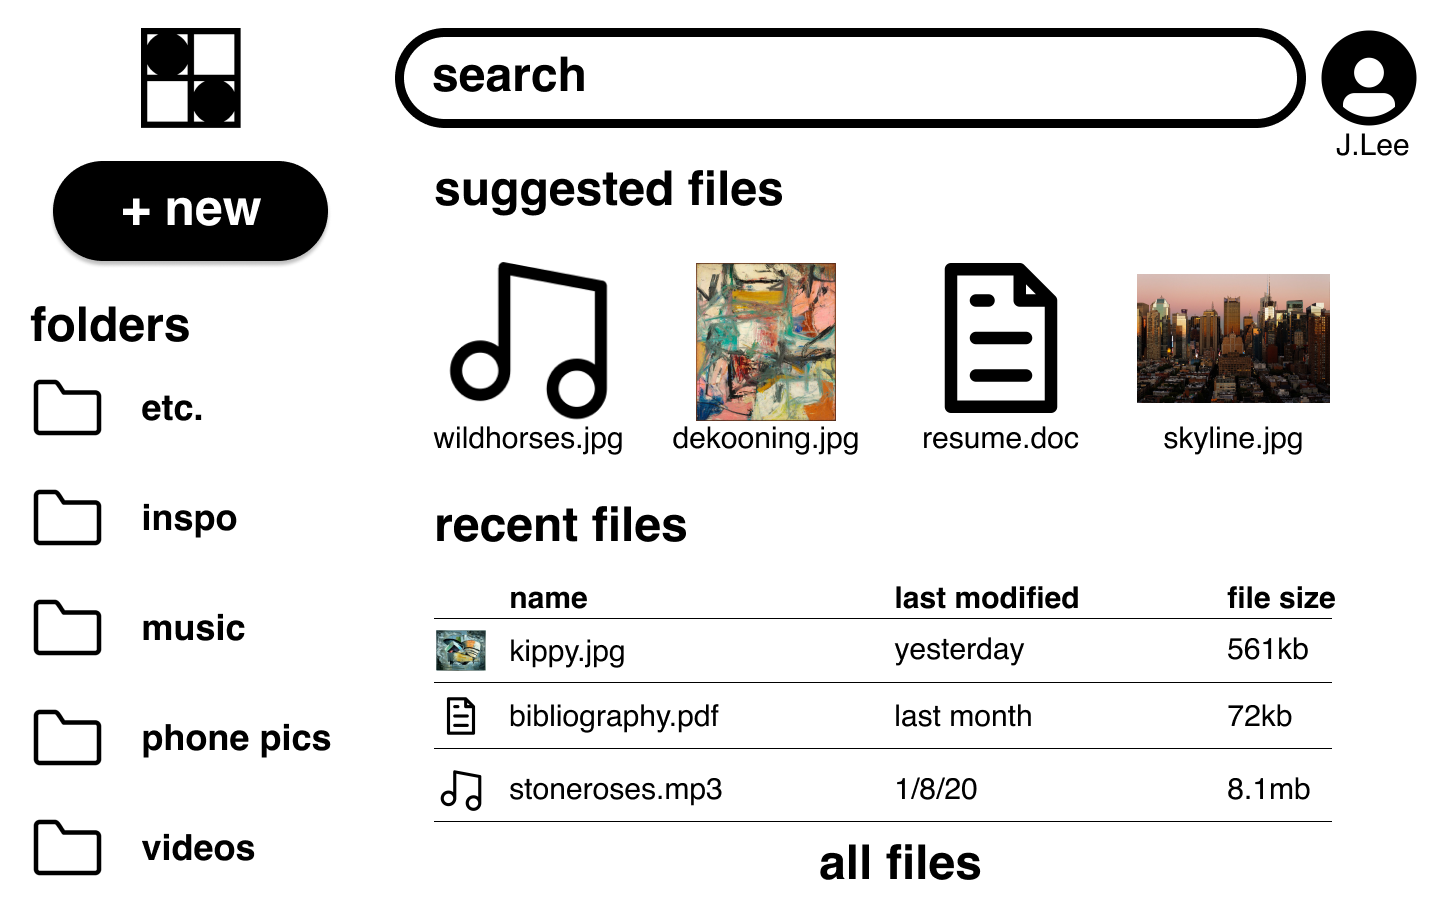 search
J.Lee
+ new
suggested files
folders
etc.
inspo
music
phone pics
videos
wildhorses.jpg
dekooning.jpg
resume.doc
skyline.jpg
recent files
name last modified file size
kippy.jpg yesterday 561kb
bibliography.pdf last month 72kb
stoneroses.mp3 1/8/20 8.1mb
all files